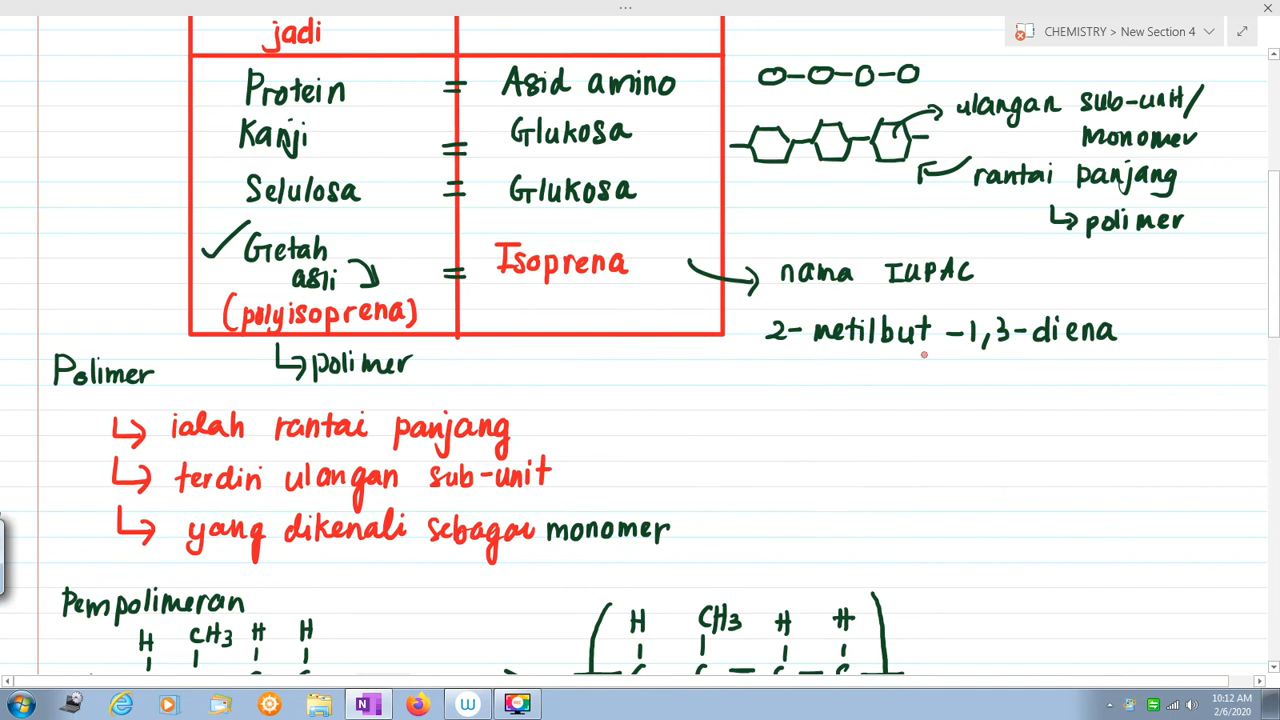 CHEMISTRY > New Section 4
jadi
Protein = Asid amino
Kanji = Glukosa
Selulosa = Glukosa
Getah asli = Isoprena
(polyisoprena)
polimer
ulangan sub-unit/
monomer
rantai panjang
polimer
nama IUPAC
2-metilbut-1,3-diena
Polimer
ialah rantai panjang
terdiri ulangan sub-unit
yang dikenali sebagai monomer
Pempolimeran
H CH3 H H
H CH3 H H
C - C - C
10:12 AM
2/6/2020